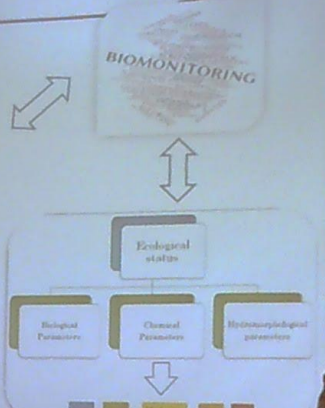 BIOMONITORING
Ecological
status
Biological
Parameters
Chemical
Parameters
Hydromorphological
parameters